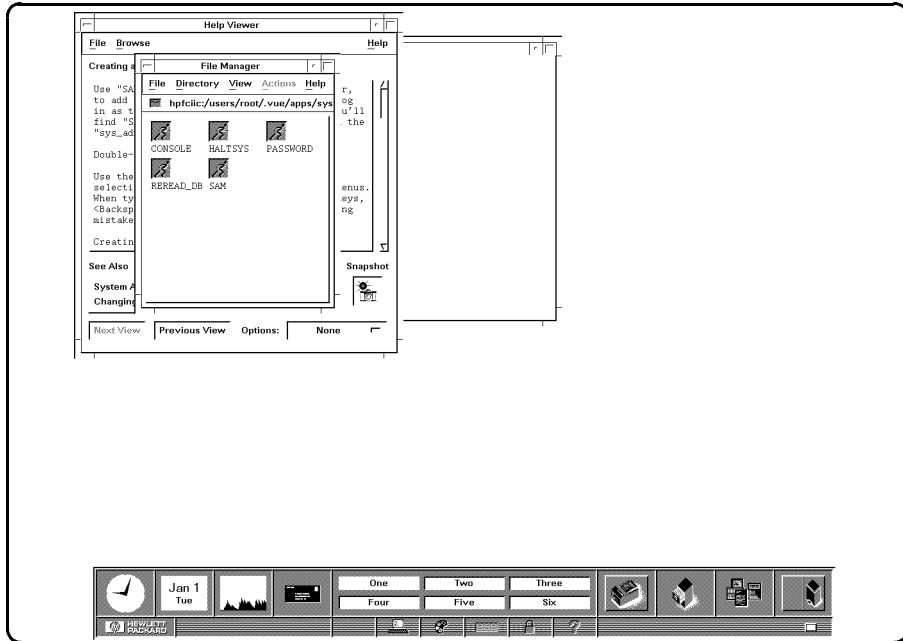 Help Viewer
File Browse Help
Creating a
Use "SA r,
to add og
in as t u'll
find "S the
"sys_ad
Double-
Use the
selecti enus.
When ty eys,
<Backsp ng
mistake
Creatin
See Also Snapshot
System A
Changing
Next View Previous View Options: None
File Manager
File Directory View Actions Help
hpfciic:/users/root/.vue/apps/sys
CONSOLE HALTSYS PASSWORD
REREAD_DB SAM
Jan 1
Tue
One Two Three
Four Five Six
hp HEWLETT
PACKARD